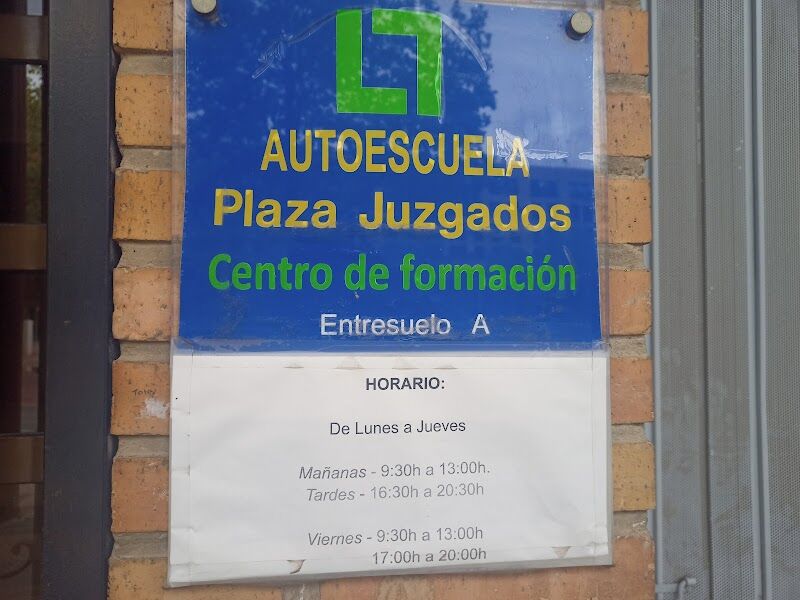 AUTOESCUELA
Plaza Juzgados
Centro de formación
Entresuelo A
HORARIO:
De Lunes a Jueves
Mañanas - 9:30h a 13:00h.
Tardes - 16:30h a 20:30h
Viernes - 9:30h a 13:00h
17:00h a 20:00h